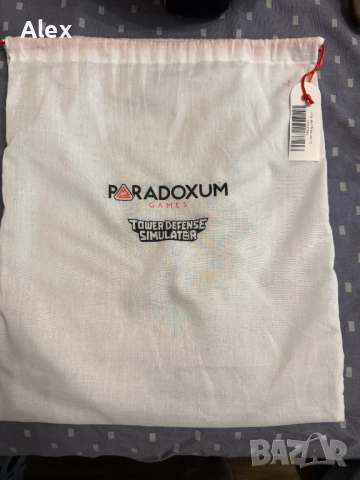 Alex
PARADOXUM
GAMES
TOWER DEFENSE
SIMULATOR
BAZAR